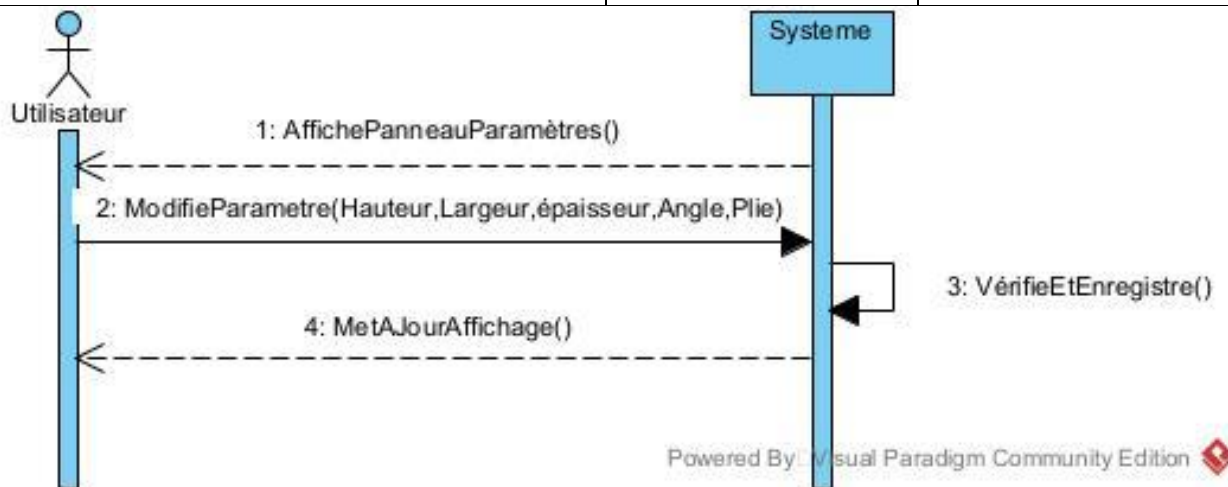 Systeme
Utilisateur
1: AffichePanneauParamètres()
2: ModifieParametre(Hauteur,Largeur,épaisseur,Angle,Plie)
3: VérifieEtEnregistre()
4: MetAJourAffichage()
Powered By Visual Paradigm Community Edition